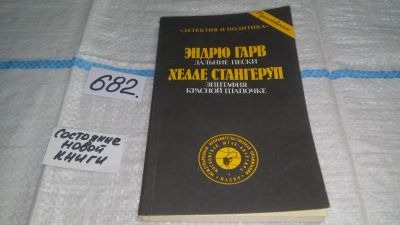 682.
Состояние
новой
книги
«ДЕТЕКТИВ И ПОЛИТИКА»
ЭНДРЮ ГАРВ
ДАЛЬНИЕ ПЕСКИ
ХЕЛЛЕ СТАНГЕРУП
ЭПИТАФИЯ
КРАСНОЙ ШАПОЧКЕ